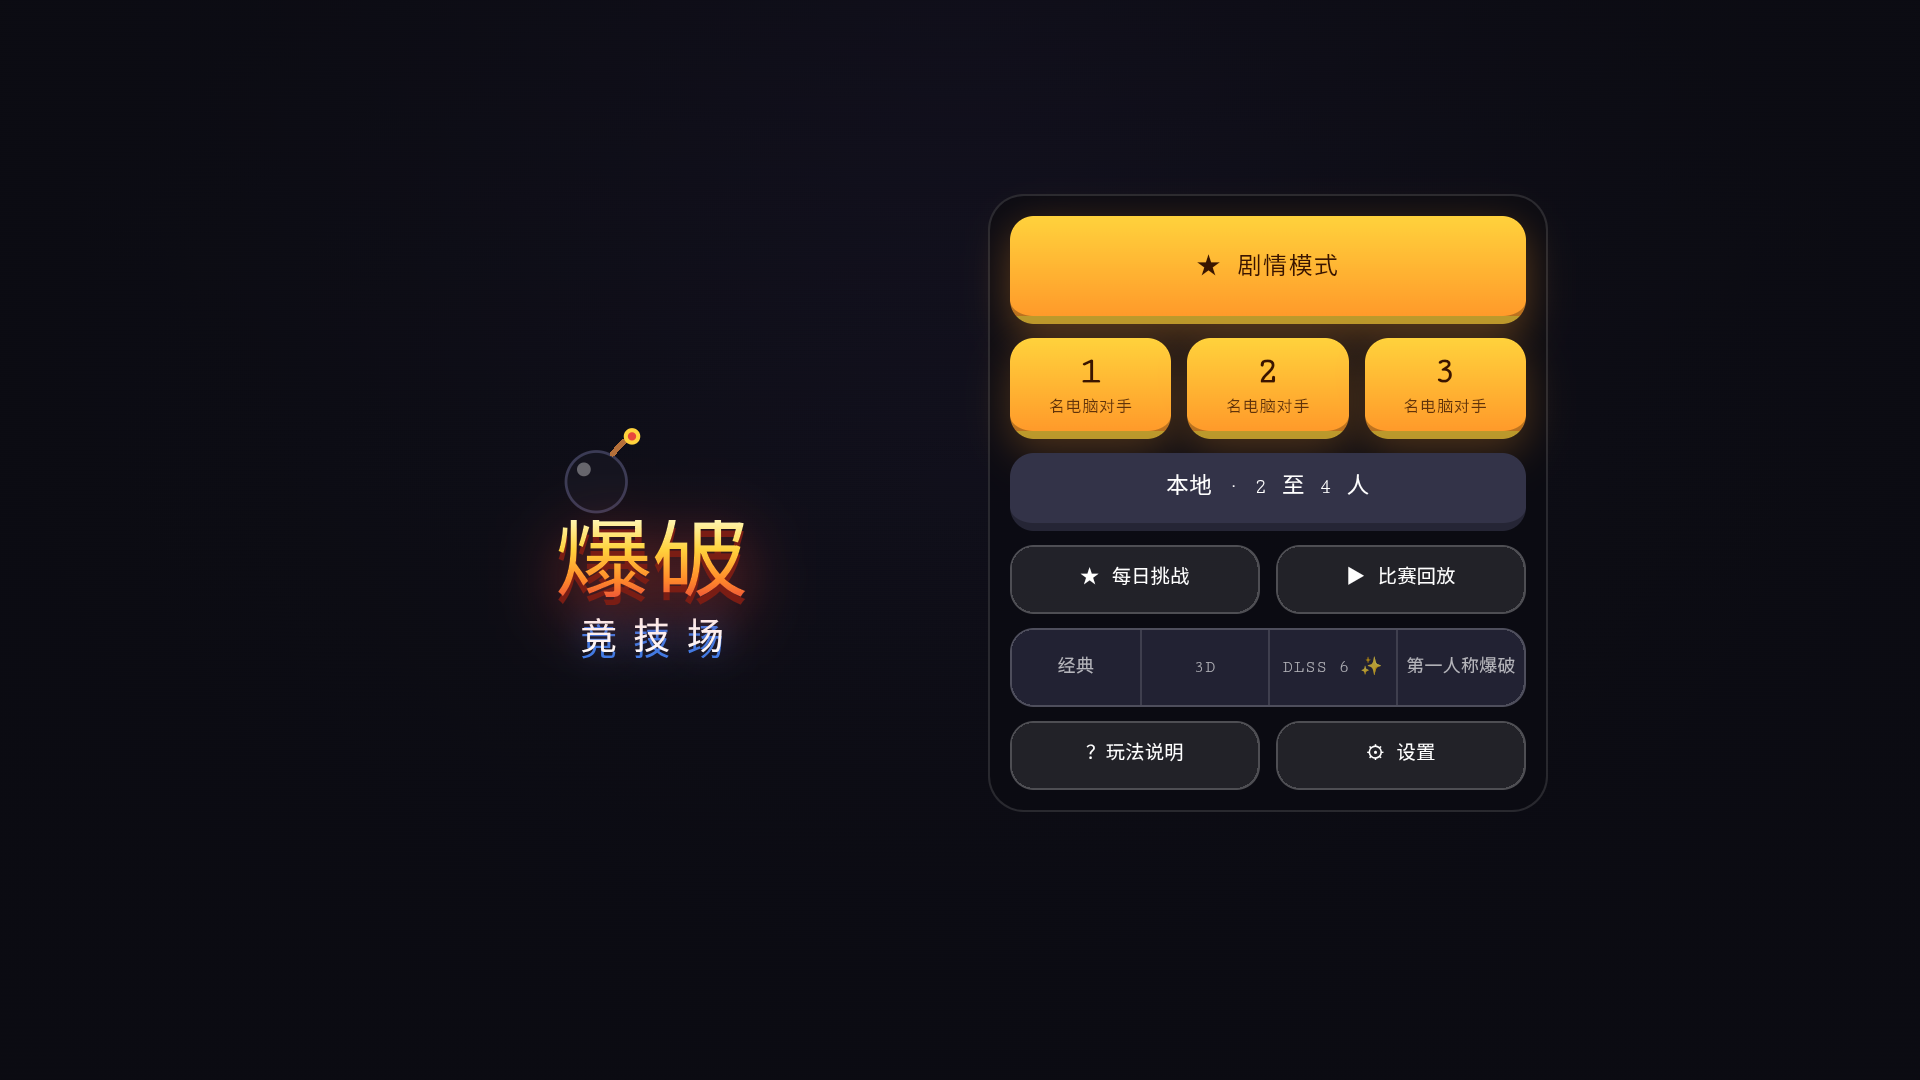 爆破
竞技场
★ 剧情模式
1
名电脑对手
2
名电脑对手
3
名电脑对手
本地 · 2 至 4 人
★ 每日挑战
▶ 比赛回放
经典
3D
DLSS 6 ✨
第一人称爆破
? 玩法说明
⚙ 设置